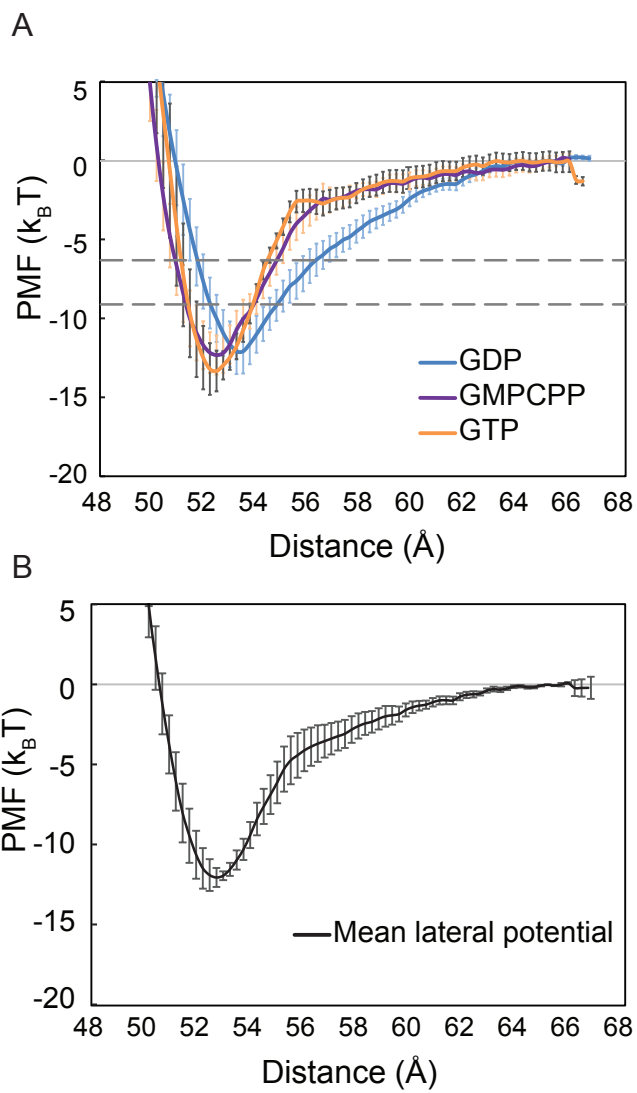 A
5
0
-5
-10
-15
-20
PMF (kBT)
GDP
GMPCPP
GTP
48 50 52 54 56 58 60 62 64 66 68
Distance (Å)
B
5
0
-5
-10
-15
-20
PMF (kBT)
Mean lateral potential
48 50 52 54 56 58 60 62 64 66 68
Distance (Å)